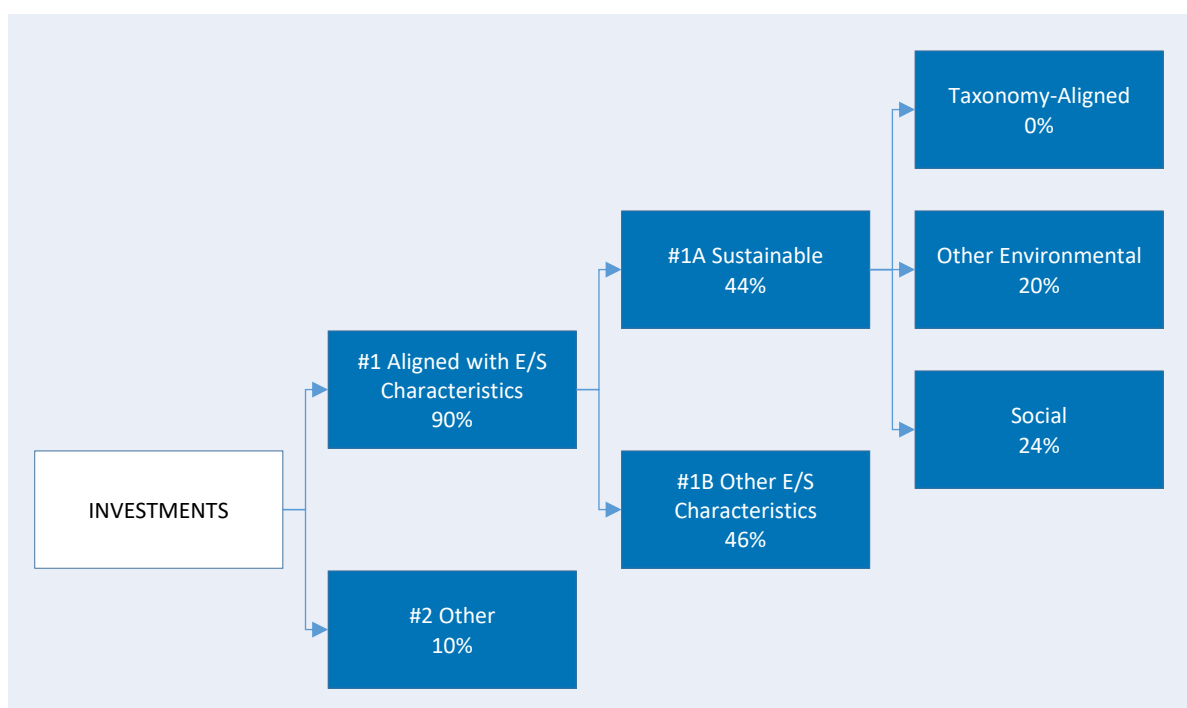 INVESTMENTS
#1 Aligned with E/S
Characteristics
90%
#2 Other
10%
#1A Sustainable
44%
#1B Other E/S
Characteristics
46%
Taxonomy-Aligned
0%
Other Environmental
20%
Social
24%